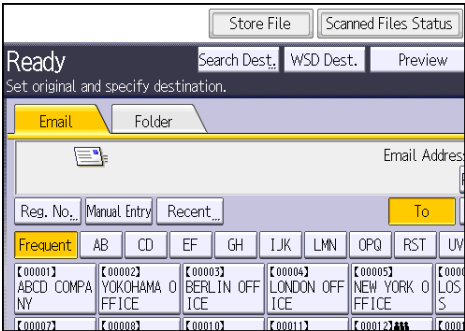 Store File Scanned Files Status
Ready Search Dest. WSD Dest. Preview
Set original and specify destination.
Email Folder
Email Addres
Reg. No. Manual Entry Recent To
Frequent AB CD EF GH IJK LMN OPQ RST UV
【00001】 【00002】 【00003】 【00004】 【00005】 【0000
ABCD COMPA YOKOHAMA O BERLIN OFF LONDON OFF NEW YORK O LOS
NY FFICE ICE ICE FFICE S
【00007】 【00008】 【00010】 【00011】 【00012】 【000